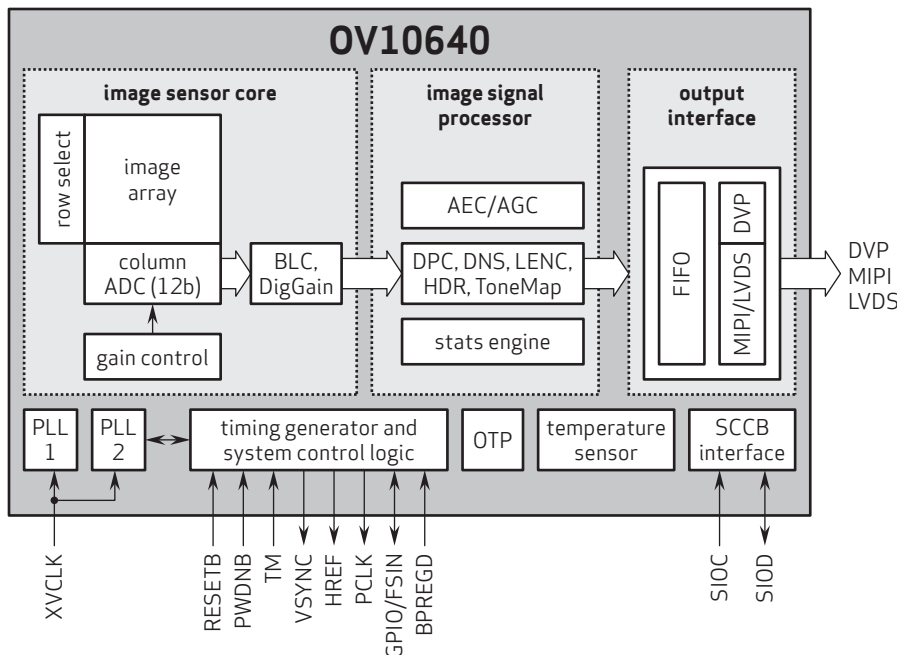 OV10640
image sensor core
image signal
processor
output
interface
row select
image
array
AEC/AGC
column
ADC (12b)
BLC,
DigGain
DPC, DNS, LENC,
HDR, ToneMap
FIFO
DVP
MIPI/LVDS
DVP
MIPI
LVDS
gain control
stats engine
PLL
1
PLL
2
timing generator and
system control logic
OTP
temperature
sensor
SCCB
interface
XVCLK
RESETB
PWDNB
TM
VSYNC
HREF
PCLK
GPIO/FSIN
BPREGD
SIOC
SIOD